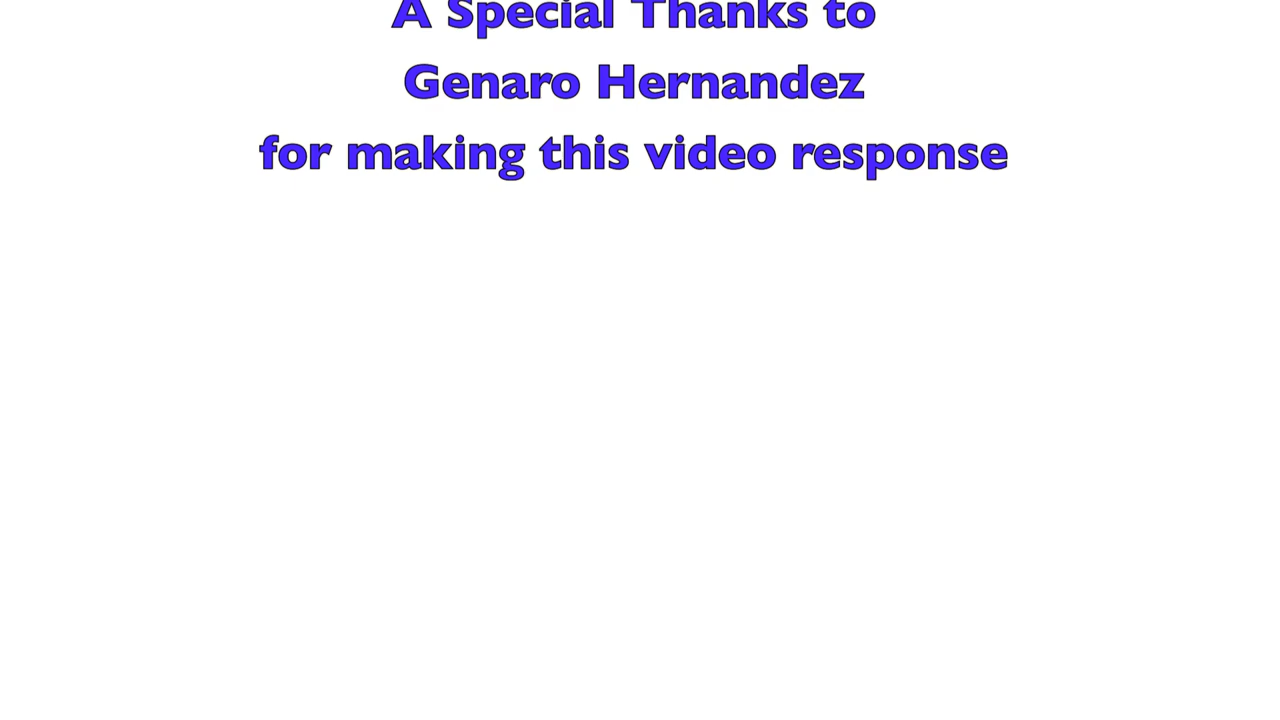 A Special Thanks to
Genaro Hernandez
for making this video response